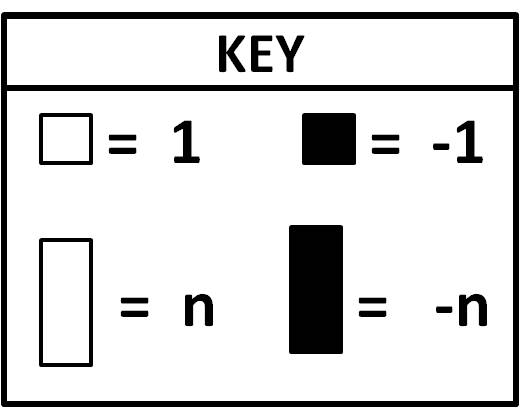 KEY
= 1 = -1
= n = -n